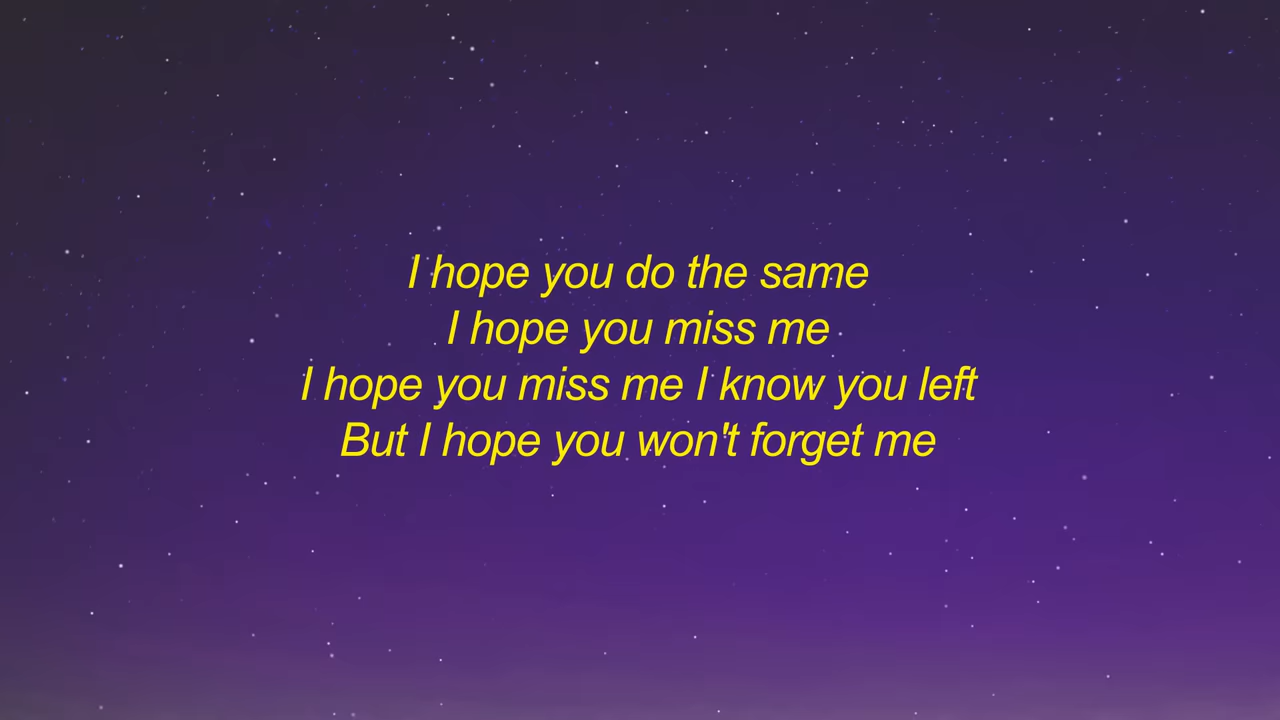 I hope you do the same
I hope you miss me
I hope you miss me I know you left
But I hope you won't forget me